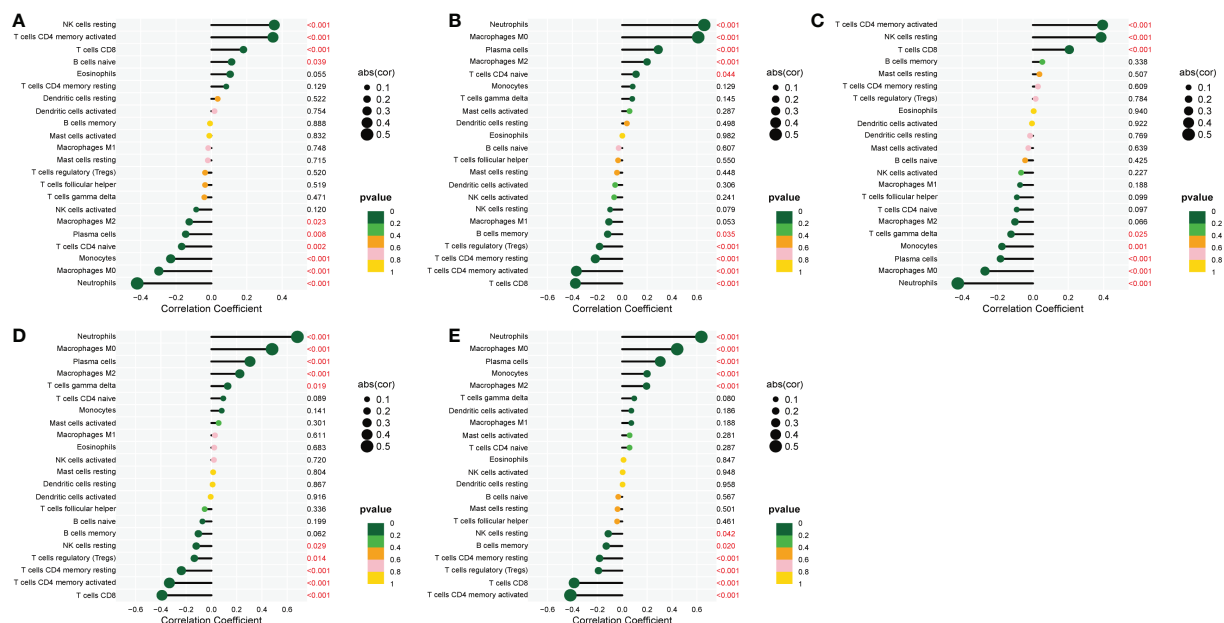 A
NK cells resting <0.001
T cells CD4 memory activated <0.001
T cells CD8 <0.001
B cells naive 0.039
Eosinophils 0.055
T cells CD4 memory resting 0.129
Dendritic cells resting 0.522
Dendritic cells activated 0.754
B cells memory 0.888
Mast cells activated 0.832
Macrophages M1 0.748
Mast cells resting 0.715
T cells regulatory (Tregs) 0.520
T cells follicular helper 0.519
T cells gamma delta 0.471
NK cells activated 0.120
Macrophages M2 0.023
Plasma cells 0.008
T cells CD4 naive 0.002
Monocytes <0.001
Macrophages M0 <0.001
Neutrophils <0.001
−0.4 −0.2 0.0 0.2 0.4
Correlation Coefficient
abs(cor)
0.1
0.2
0.3
0.4
0.5
pvalue
0
0.2
0.4
0.6
0.8
1
B
Neutrophils <0.001
Macrophages M0 <0.001
Plasma cells <0.001
Macrophages M2 <0.001
T cells CD4 naive 0.044
Monocytes 0.129
T cells gamma delta 0.145
Mast cells activated 0.287
Dendritic cells resting 0.498
Eosinophils 0.982
B cells naive 0.607
T cells follicular helper 0.550
Mast cells resting 0.448
Dendritic cells activated 0.306
NK cells activated 0.241
NK cells resting 0.079
Macrophages M1 0.053
B cells memory 0.035
T cells regulatory (Tregs) <0.001
T cells CD4 memory resting <0.001
T cells CD4 memory activated <0.001
T cells CD8 <0.001
−0.6 −0.4 −0.2 0.0 0.2 0.4 0.6
Correlation Coefficient
abs(cor)
0.1
0.2
0.3
0.4
0.5
pvalue
0
0.2
0.4
0.6
0.8
1
C
T cells CD4 memory activated <0.001
NK cells resting <0.001
T cells CD8 <0.001
B cells memory 0.338
Mast cells resting 0.507
T cells CD4 memory resting 0.609
T cells regulatory (Tregs) 0.784
Eosinophils 0.940
Dendritic cells activated 0.922
Dendritic cells resting 0.769
Mast cells activated 0.639
B cells naive 0.425
NK cells activated 0.227
Macrophages M1 0.188
T cells follicular helper 0.099
T cells CD4 naive 0.097
Macrophages M2 0.066
T cells gamma delta 0.025
Monocytes 0.001
Plasma cells <0.001
Macrophages M0 <0.001
Neutrophils <0.001
−0.4 −0.2 0.0 0.2 0.4
Correlation Coefficient
abs(cor)
0.1
0.2
0.3
0.4
0.5
pvalue
0
0.2
0.4
0.6
0.8
1
D
Neutrophils <0.001
Macrophages M0 <0.001
Plasma cells <0.001
Macrophages M2 <0.001
T cells gamma delta 0.019
T cells CD4 naive 0.089
Monocytes 0.141
Mast cells activated 0.301
Macrophages M1 0.611
Eosinophils 0.683
NK cells activated 0.720
Mast cells resting 0.804
Dendritic cells resting 0.867
Dendritic cells activated 0.916
T cells follicular helper 0.336
B cells naive 0.199
B cells memory 0.062
NK cells resting 0.029
T cells regulatory (Tregs) 0.014
T cells CD4 memory resting <0.001
T cells CD4 memory activated <0.001
T cells CD8 <0.001
−0.6 −0.4 −0.2 0.0 0.2 0.4 0.6
Correlation Coefficient
abs(cor)
0.1
0.2
0.3
0.4
0.5
pvalue
0
0.2
0.4
0.6
0.8
1
E
Neutrophils <0.001
Macrophages M0 <0.001
Plasma cells <0.001
Monocytes <0.001
Macrophages M2 <0.001
T cells gamma delta 0.080
Dendritic cells activated 0.186
Macrophages M1 0.188
Mast cells activated 0.281
T cells CD4 naive 0.287
Eosinophils 0.847
NK cells activated 0.948
Dendritic cells resting 0.958
B cells naive 0.567
Mast cells resting 0.501
T cells follicular helper 0.461
NK cells resting 0.042
B cells memory 0.020
T cells CD4 memory resting <0.001
T cells regulatory (Tregs) <0.001
T cells CD8 <0.001
T cells CD4 memory activated <0.001
−0.6 −0.4 −0.2 0.0 0.2 0.4 0.6
Correlation Coefficient
abs(cor)
0.1
0.2
0.3
0.4
0.5
pvalue
0
0.2
0.4
0.6
0.8
1